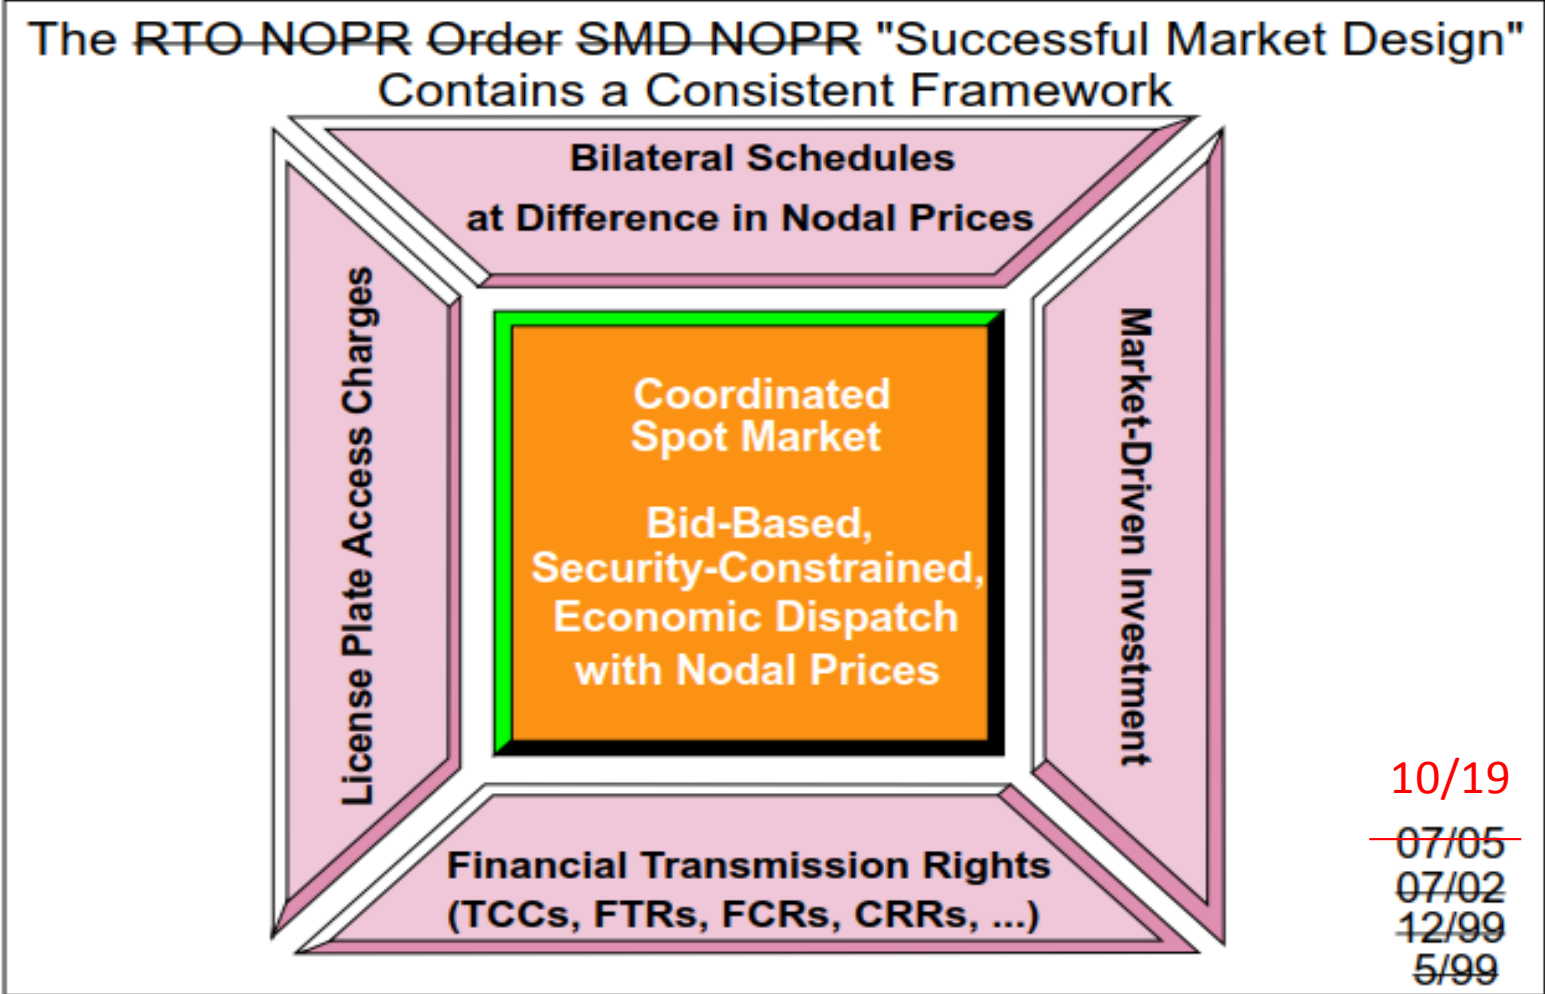 The RTO NOPR Order SMD NOPR "Successful Market Design"
Contains a Consistent Framework
Bilateral Schedules
at Difference in Nodal Prices
License Plate Access Charges
Coordinated
Spot Market
Bid-Based,
Security-Constrained,
Economic Dispatch
with Nodal Prices
Market-Driven Investment
Financial Transmission Rights
(TCCs, FTRs, FCRs, CRRs, ...)
10/19
07/05
07/02
12/99
5/99